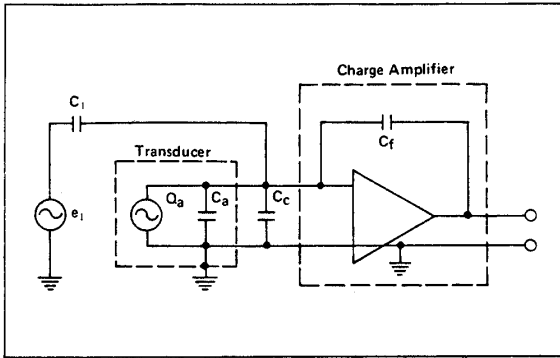 Charge Amplifier
C₁
Cf
Transducer
Qa
Ca
Cc
e₁